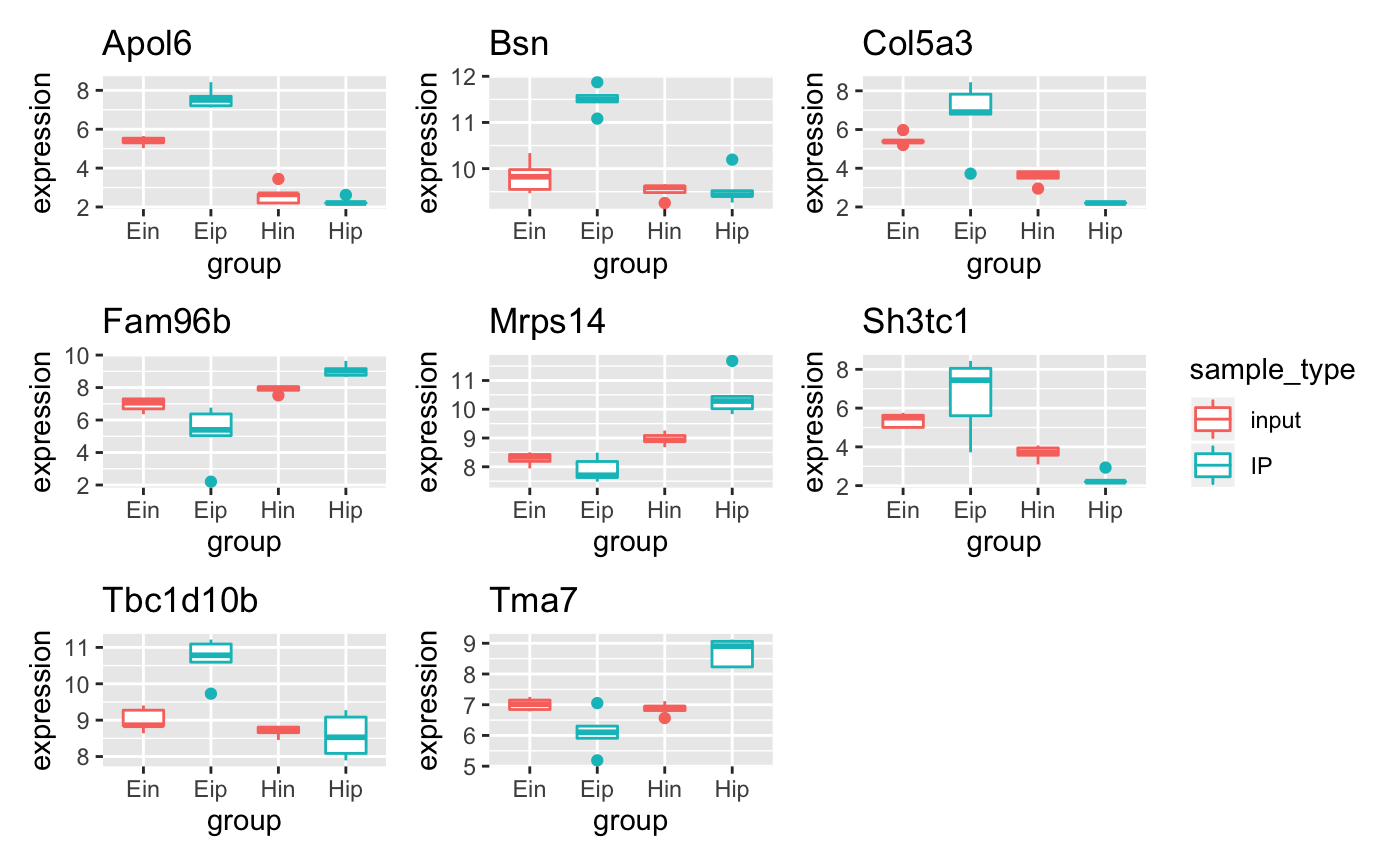 Apol6
expression
8
6
4
2
Ein Eip Hin Hip
group
Bsn
expression
12
11
10
Ein Eip Hin Hip
group
Col5a3
expression
8
6
4
2
Ein Eip Hin Hip
group
Fam96b
expression
10
8
6
4
2
Ein Eip Hin Hip
group
Mrps14
expression
11
10
9
8
Ein Eip Hin Hip
group
Sh3tc1
expression
8
6
4
2
Ein Eip Hin Hip
group
sample_type
input
IP
Tbc1d10b
expression
11
10
9
8
Ein Eip Hin Hip
group
Tma7
expression
9
8
7
6
5
Ein Eip Hin Hip
group